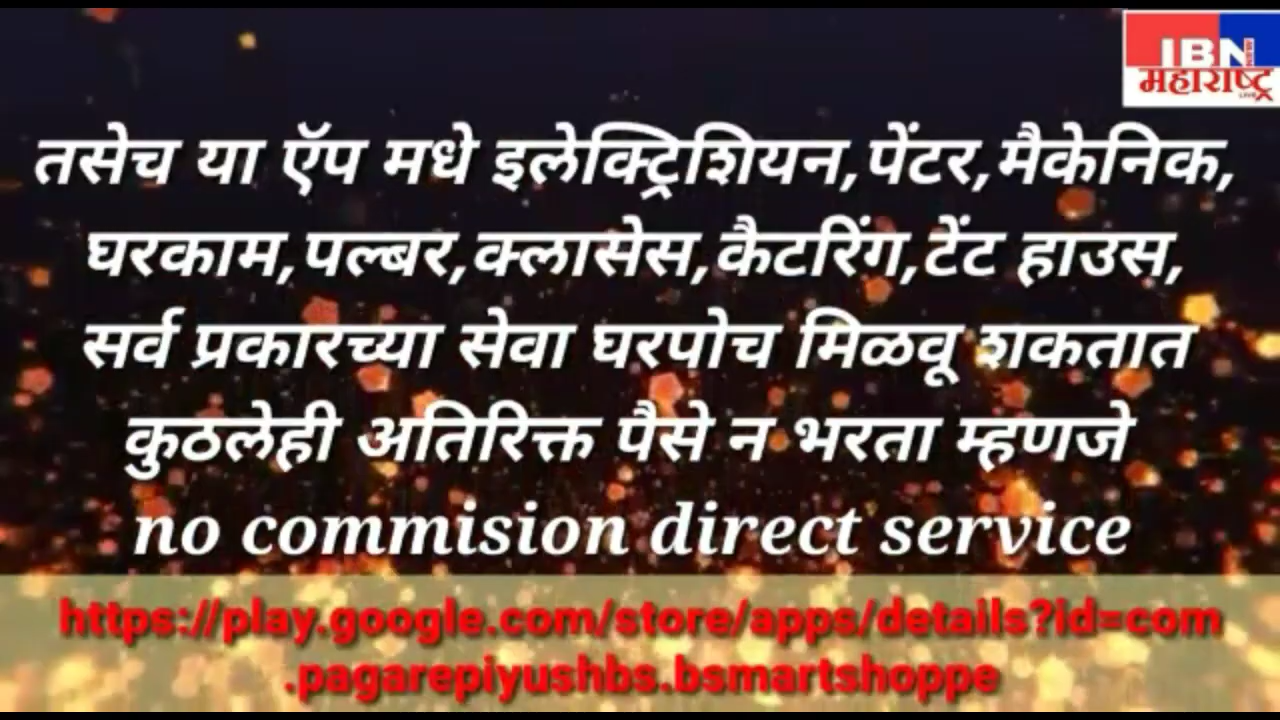 IBN
NEWS
महाराष्ट्र
LIVE
तसेच या ऍप मधे इलेक्ट्रिशियन,पेंटर,मैकेनिक,
घरकाम,पल्बर,क्लासेस,कैटरिंग,टेंट हाउस,
सर्व प्रकारच्या सेवा घरपोच मिळवू शकतात
कुठलेही अतिरिक्त पैसे न भरता म्हणजे
no commision direct service
https://play.google.com/store/apps/details?id=com
.pagarepiyushbs.bsmartshoppe